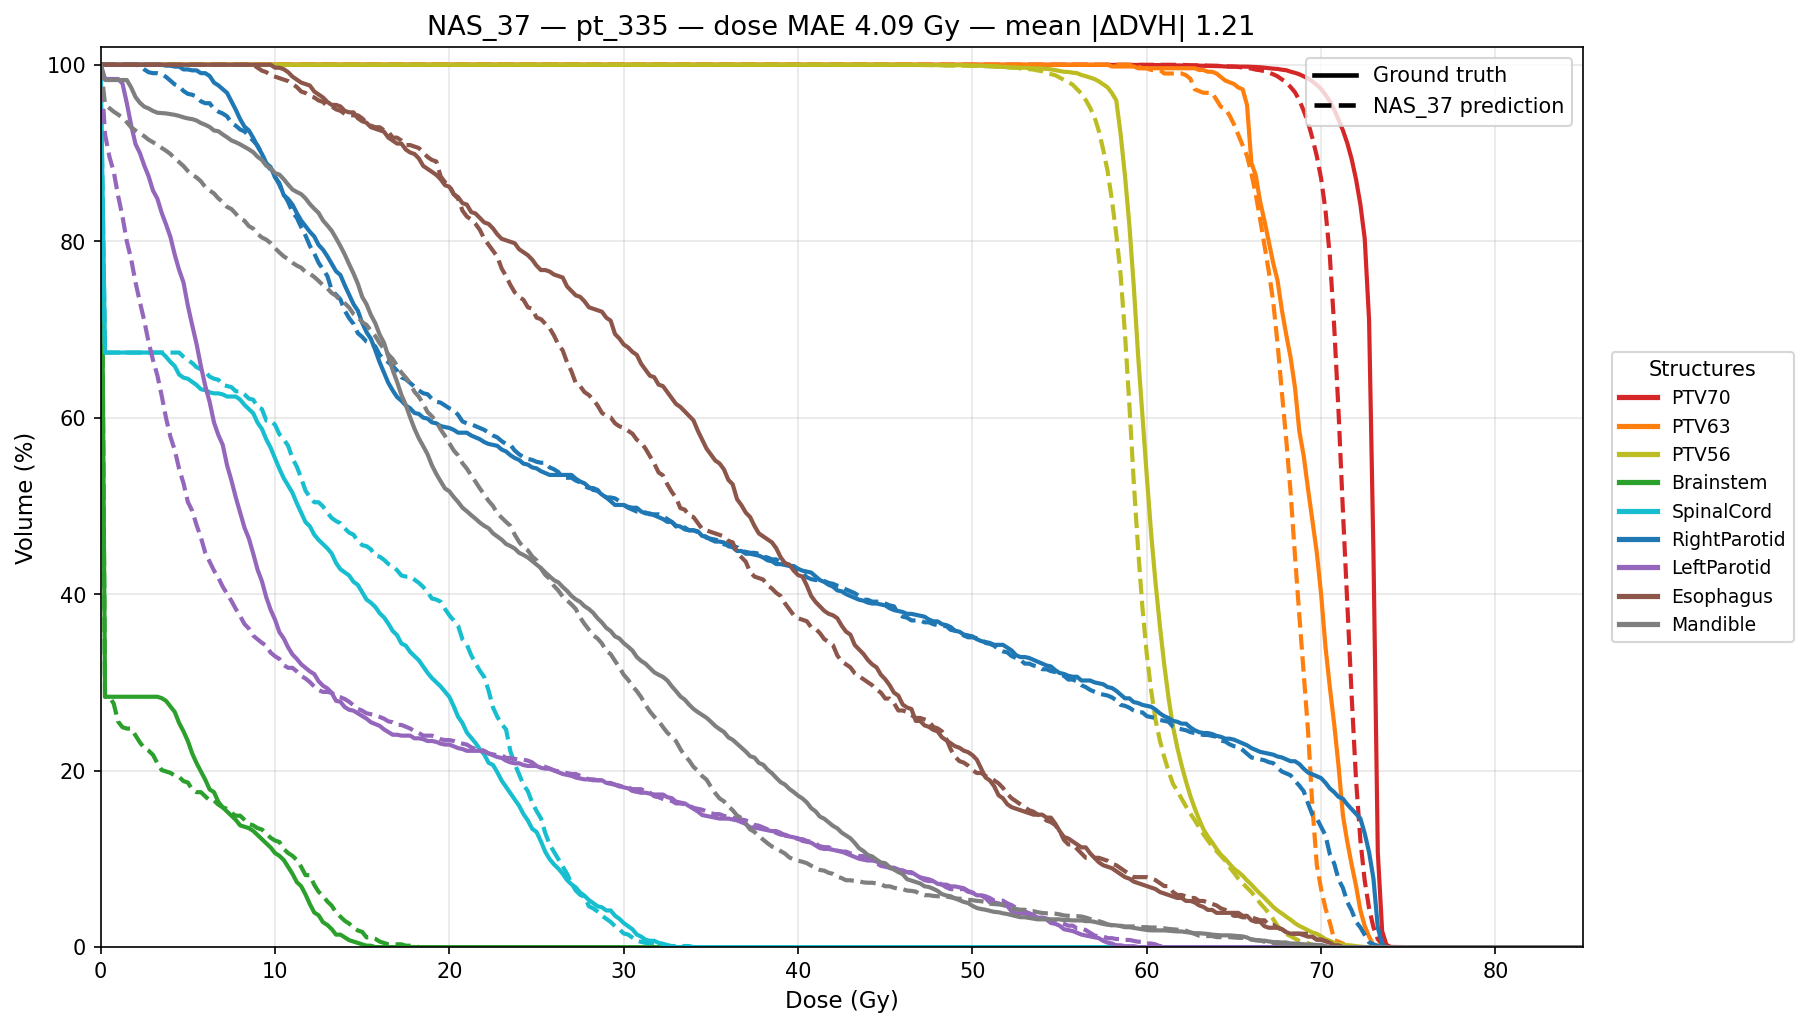 NAS_37 — pt_335 — dose MAE 4.09 Gy — mean |ΔDVH| 1.21
Ground truth
NAS_37 prediction
Volume (%)
100
80
60
40
20
0
0 10 20 30 40 50 60 70 80
Dose (Gy)
Structures
PTV70
PTV63
PTV56
Brainstem
SpinalCord
RightParotid
LeftParotid
Esophagus
Mandible